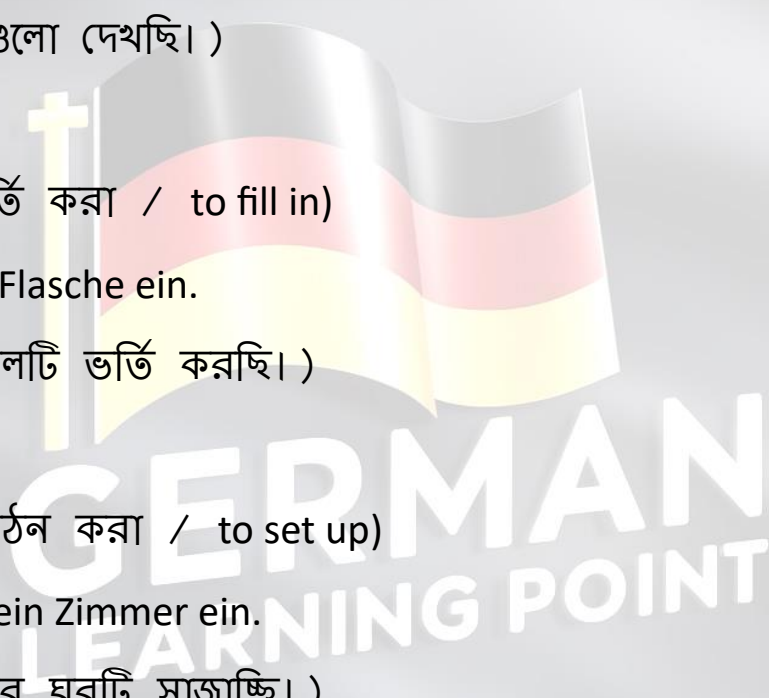 দেখছি। )
করা / to fill in)
Flasche ein.
ভর্তি করছি। )
করা / to set up)
Zimmer ein.
ঘরটি সাজাচ্ছি। )
GERMAN
LEARNING POINT